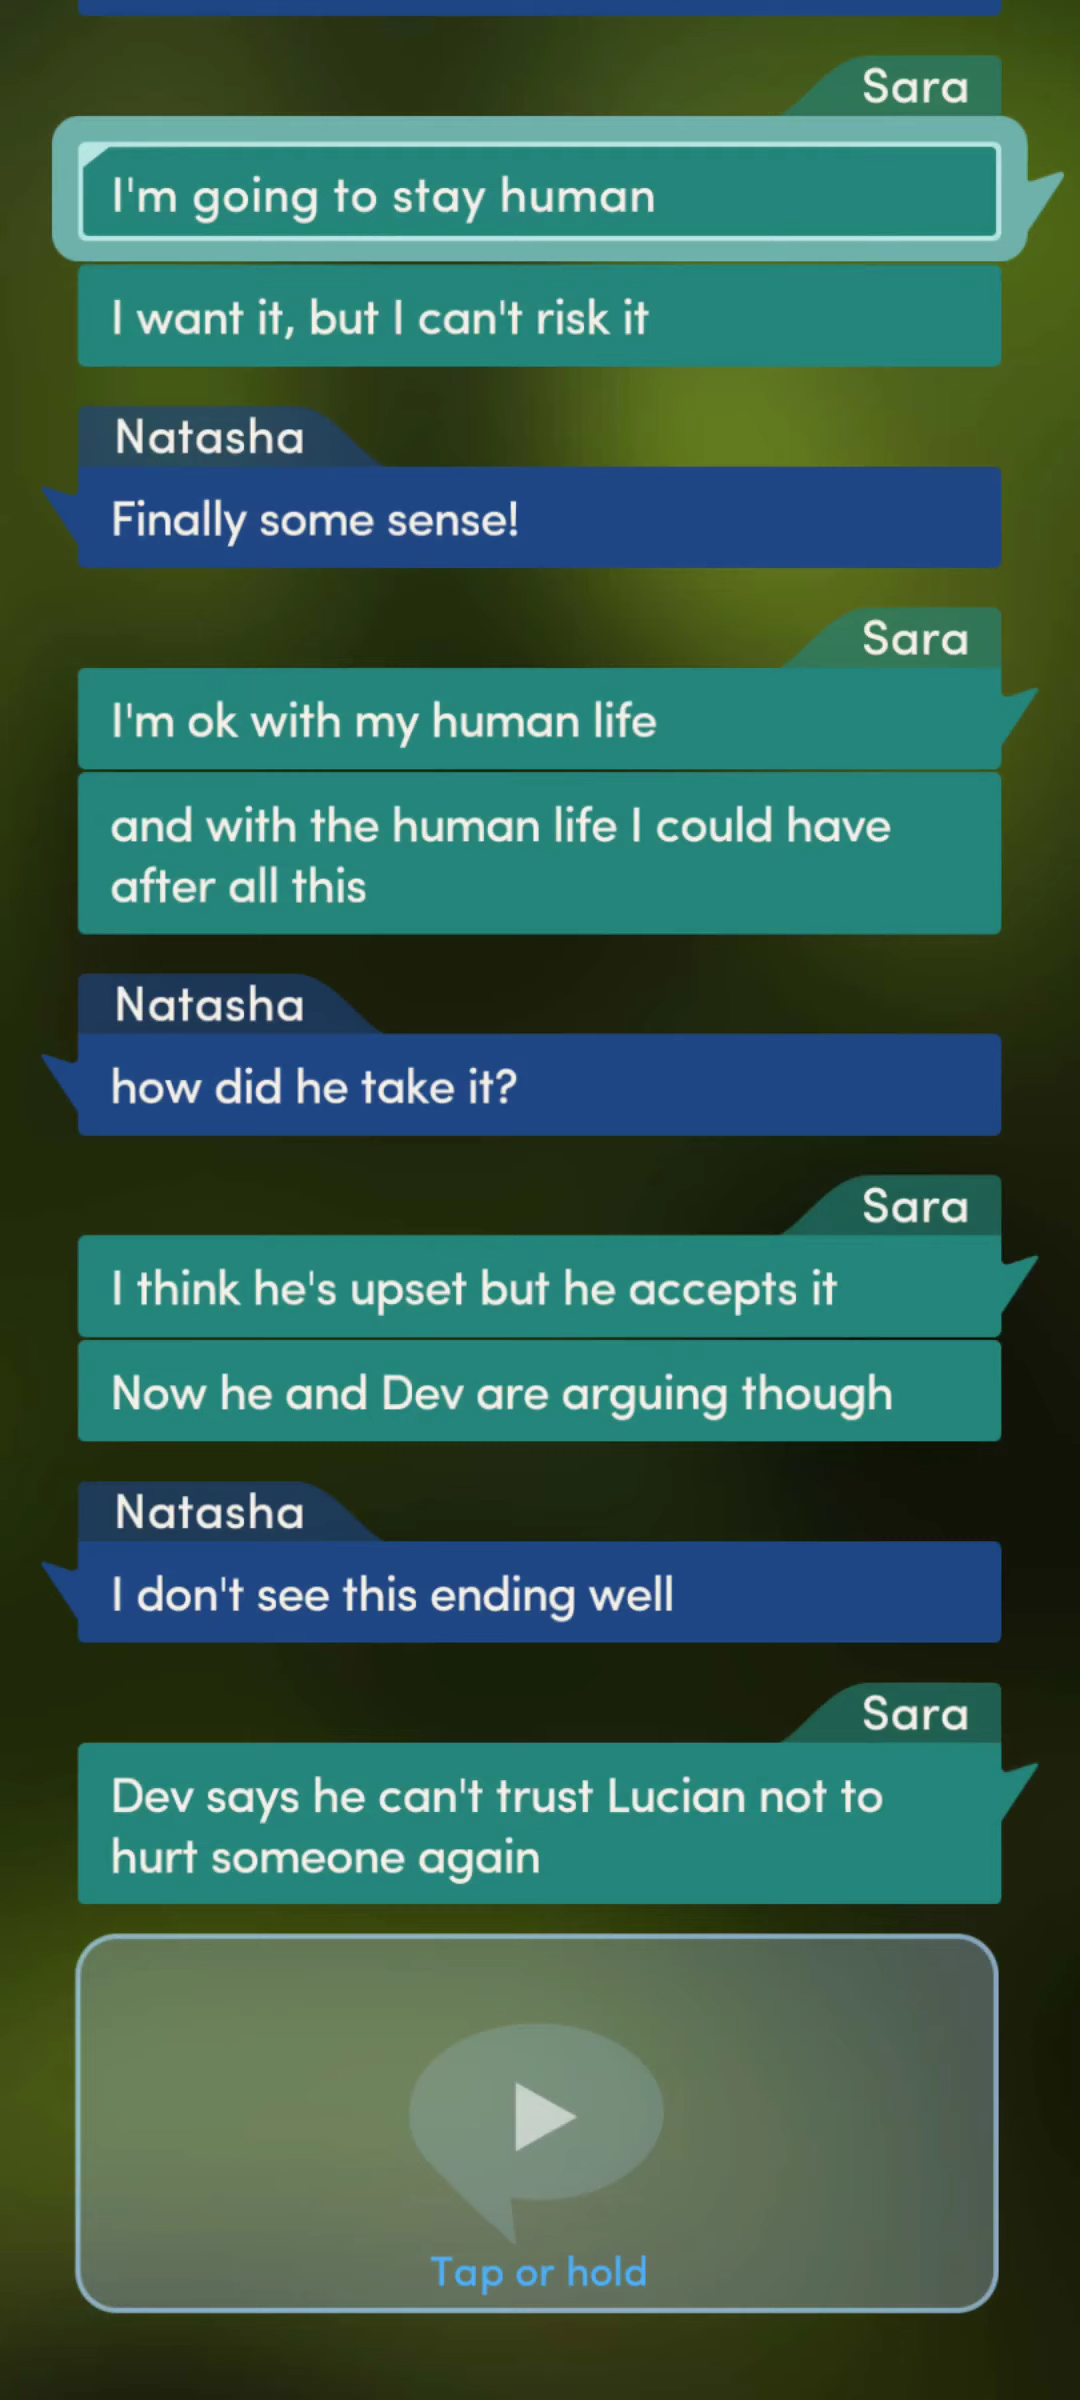 Sara
I'm going to stay human
I want it, but I can't risk it
Natasha
Finally some sense!
Sara
I'm ok with my human life
and with the human life I could have
after all this
Natasha
how did he take it?
Sara
I think he's upset but he accepts it
Now he and Dev are arguing though
Natasha
I don't see this ending well
Sara
Dev says he can't trust Lucian not to
hurt someone again
Tap or hold